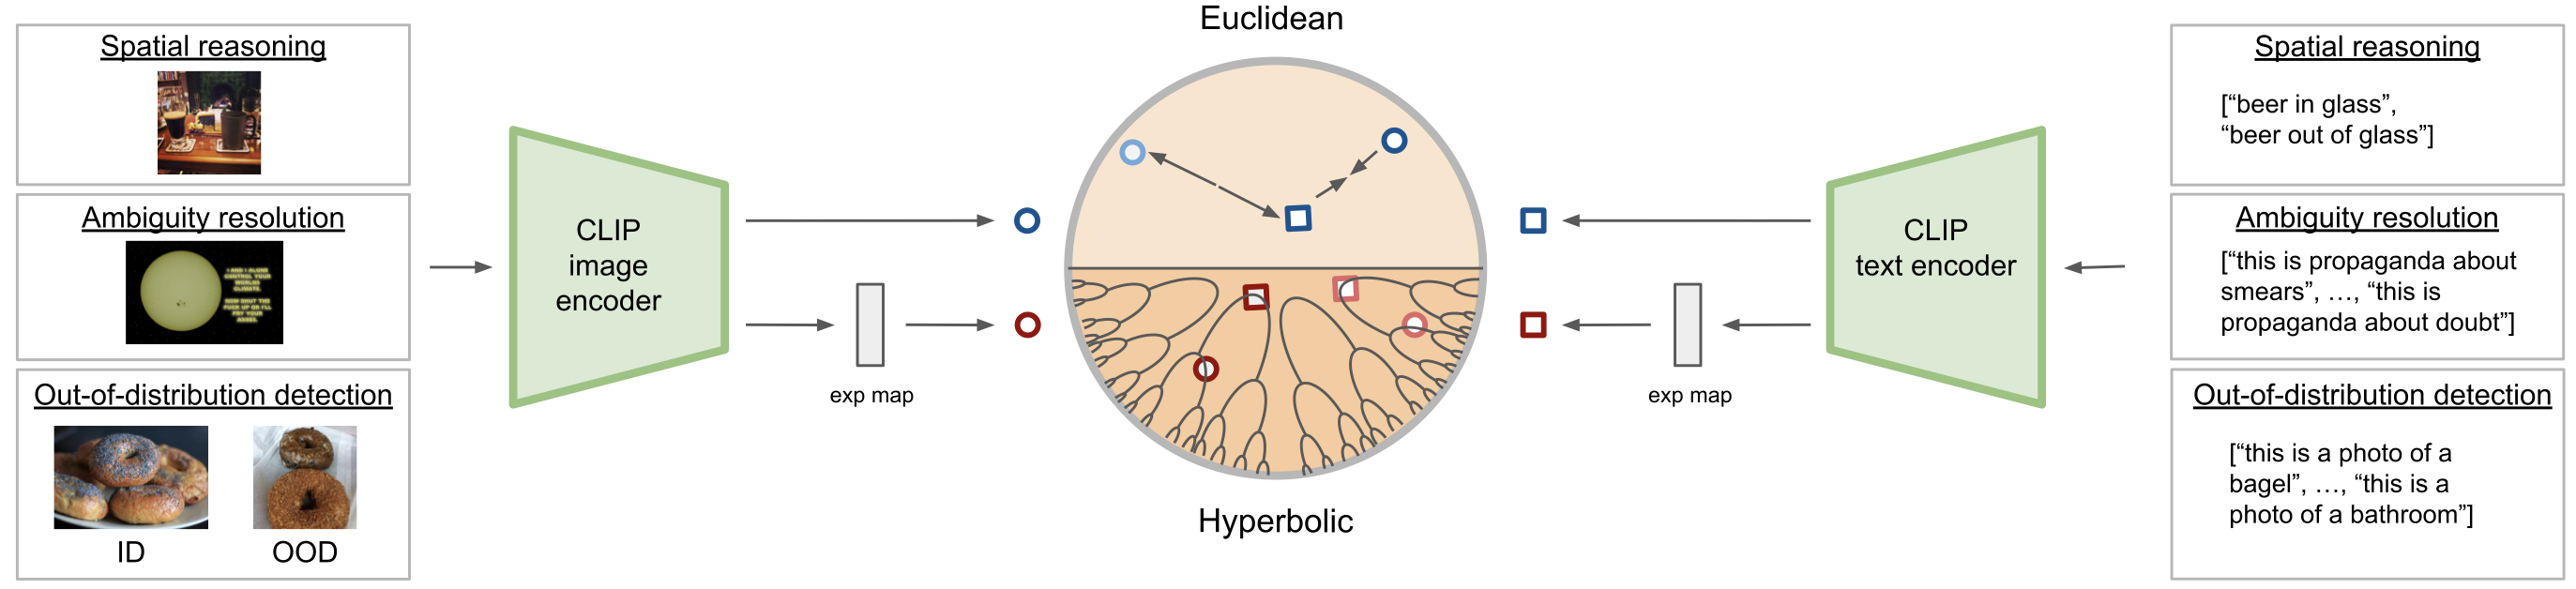 Spatial reasoning
Ambiguity resolution
I AND I ALONE
CONTROL YOUR
WORLDS
CLIMATE.
NOW SHUT THE
FUCK UP OR I'LL
FRY YOUR
ASSES.
Out-of-distribution detection
ID
OOD
CLIP
image
encoder
exp map
Euclidean
Hyperbolic
exp map
CLIP
text encoder
Spatial reasoning
[“beer in glass”,
“beer out of glass”]
Ambiguity resolution
[“this is propaganda about
smears”, …, “this is
propaganda about doubt”]
Out-of-distribution detection
[“this is a photo of a
bagel”, …, “this is a
photo of a bathroom”]